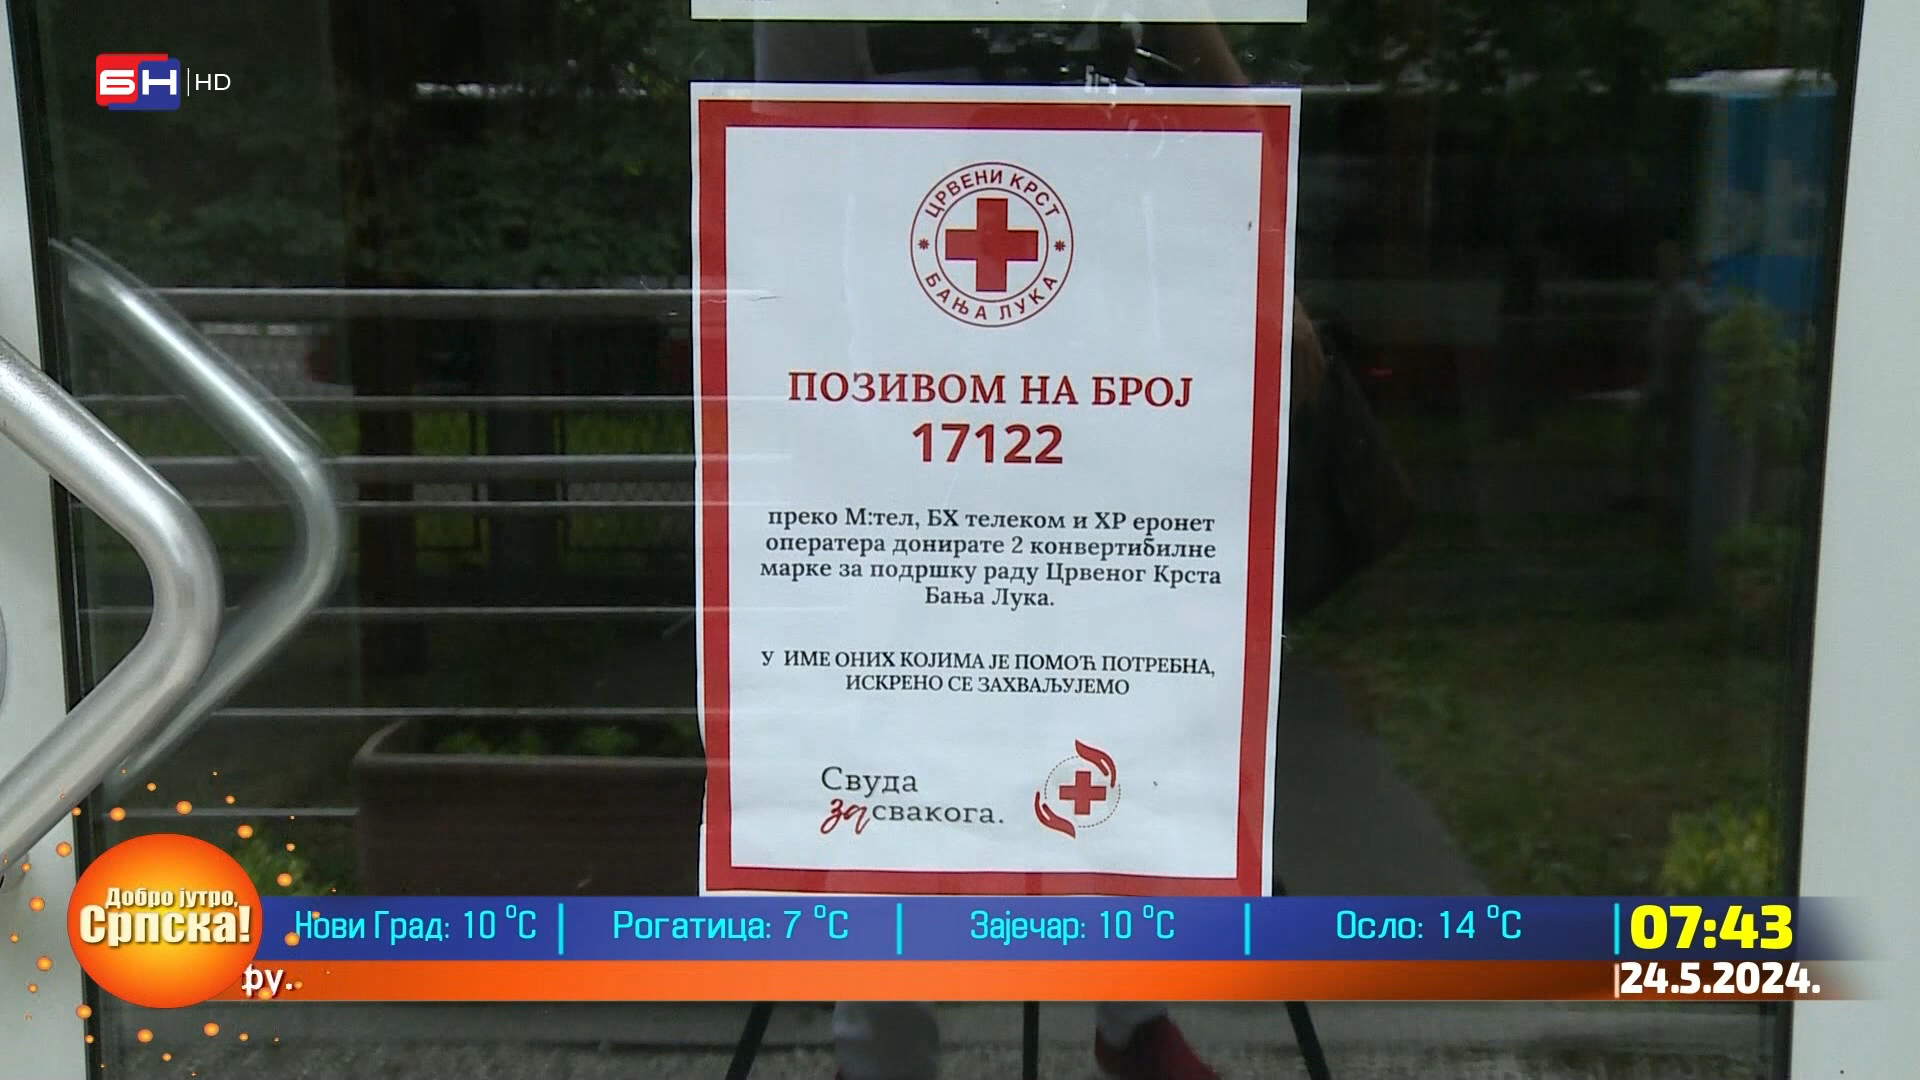 БН HD
ЦРВЕНИ КРСТ
БАЊА ЛУКА
ПОЗИВОМ НА БРОЈ
17122
преко М:тел, БХ телеком и ХР еронет
оператера донирате 2 конвертибилне
марке за подршку раду Црвеног Крста
Бања Лука.
У ИМЕ ОНИХ КОЈИМА ЈЕ ПОМОЋ ПОТРЕБНА,
ИСКРЕНО СЕ ЗАХВАЉУЈЕМО
Свуда
за свакога.
Добро јутро,
Српска!
Нови Град: 10 °C | Рогатица: 7 °C | Зајечар: 10 °C | Осло: 14 °C
07:43
фу.
24.5.2024.